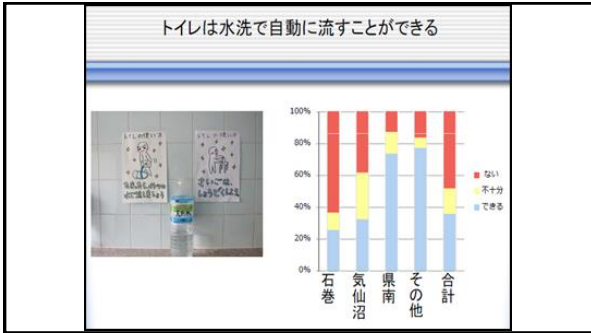 トイレは水洗で自動に流すことができる
100%
80%
60%
40%
20%
0%
石巻
気仙沼
県南
その他
合計
ない
不十分
できる